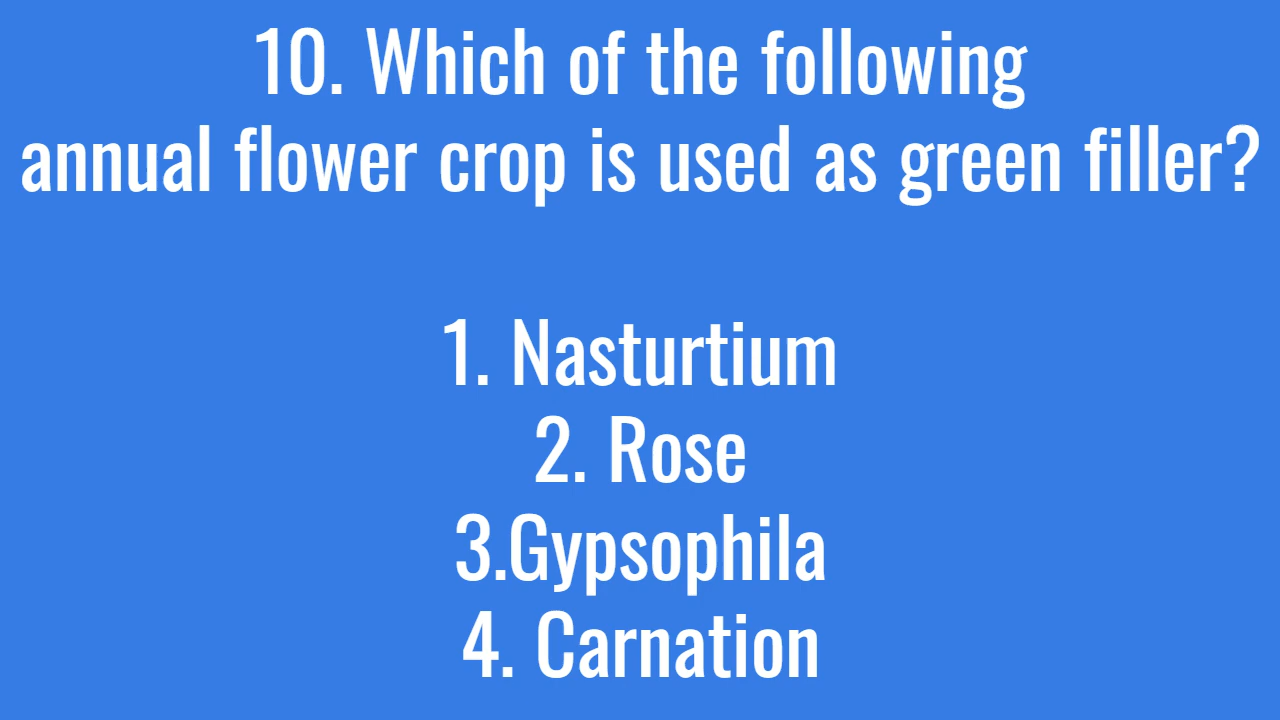 10. Which of the following
annual flower crop is used as green filler?
1. Nasturtium
2. Rose
3.Gypsophila
4. Carnation